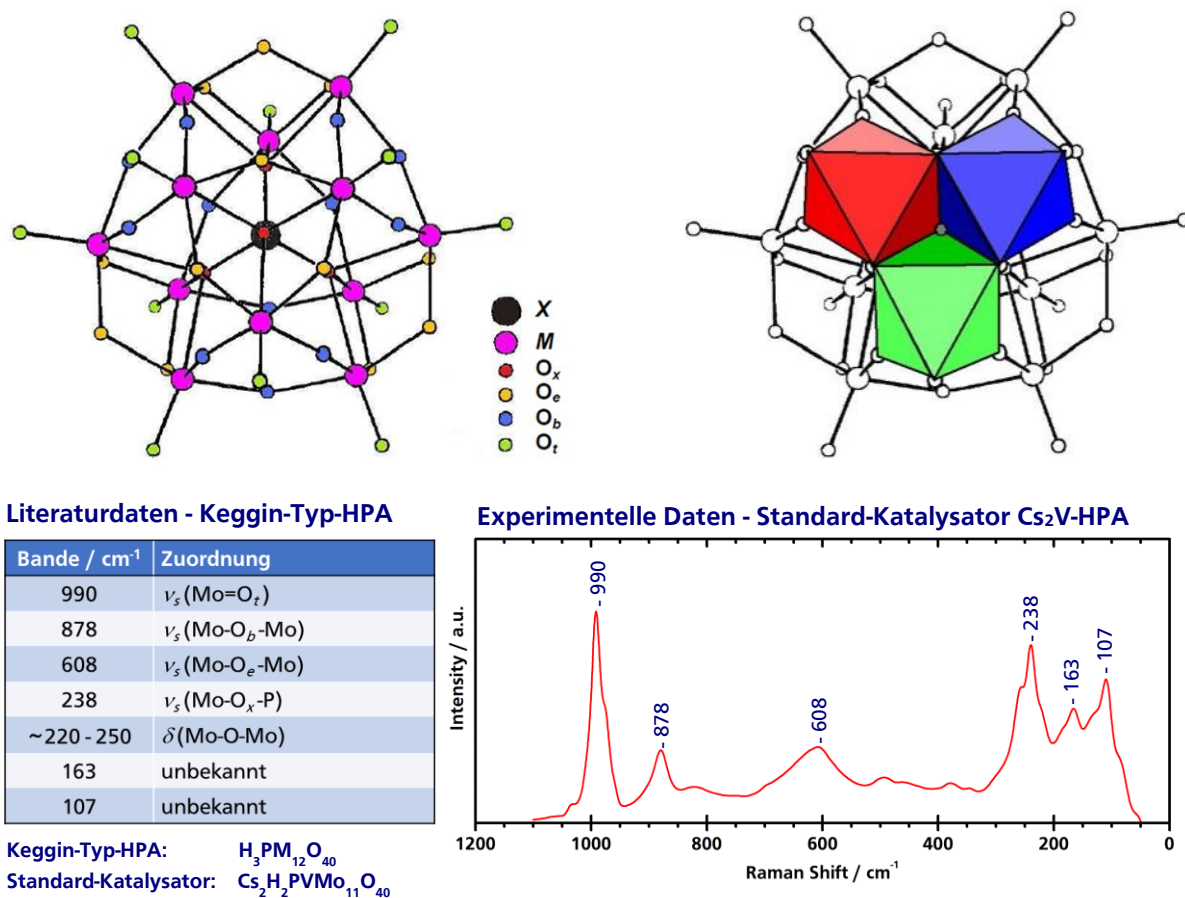 X
M
Ox
Oe
Ob
Ot
Literaturdaten - Keggin-Typ-HPA
Bande / cm-1 Zuordnung
990 νs(Mo=Ot)
878 νs(Mo-Ob-Mo)
608 νs(Mo-Oe-Mo)
238 νs(Mo-Ox-P)
~220 - 250 δ(Mo-O-Mo)
163 unbekannt
107 unbekannt
Keggin-Typ-HPA: H3PM12O40
Standard-Katalysator: Cs2H2PVMo11O40
Experimentelle Daten - Standard-Katalysator Cs2V-HPA
Intensity / a.u.
- 990
- 878
- 608
- 238
- 163
- 107
1200 1000 800 600 400 200 0
Raman Shift / cm-1